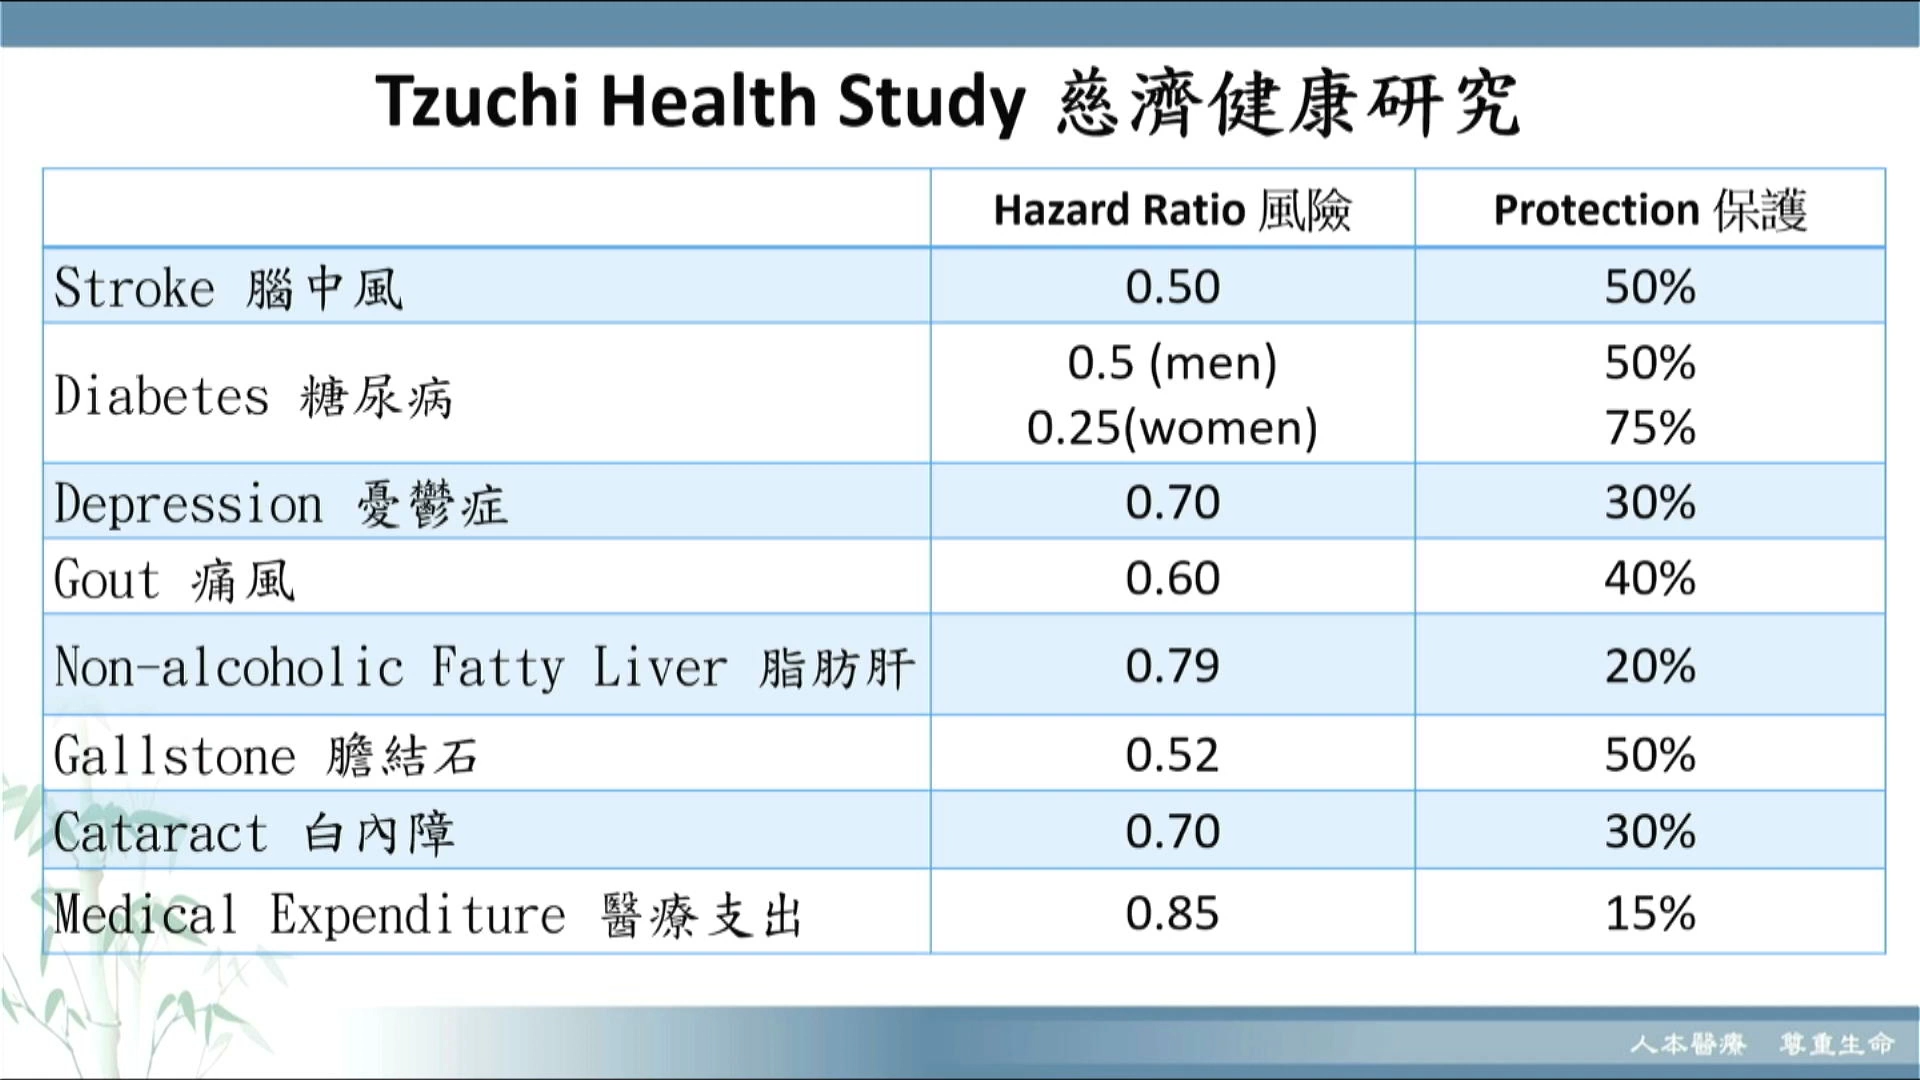 Tzuchi Health Study 慈濟健康研究
Hazard Ratio 風險 Protection 保護
Stroke 腦中風 0.50 50%
Diabetes 糖尿病
0.5 (men) 50%
0.25(women) 75%
Depression 憂鬱症 0.70 30%
Gout 痛風 0.60 40%
Non-alcoholic Fatty Liver 脂肪肝 0.79 20%
Gallstone 膽結石 0.52 50%
Cataract 白內障 0.70 30%
Medical Expenditure 醫療支出 0.85 15%
人本醫療 尊重生命